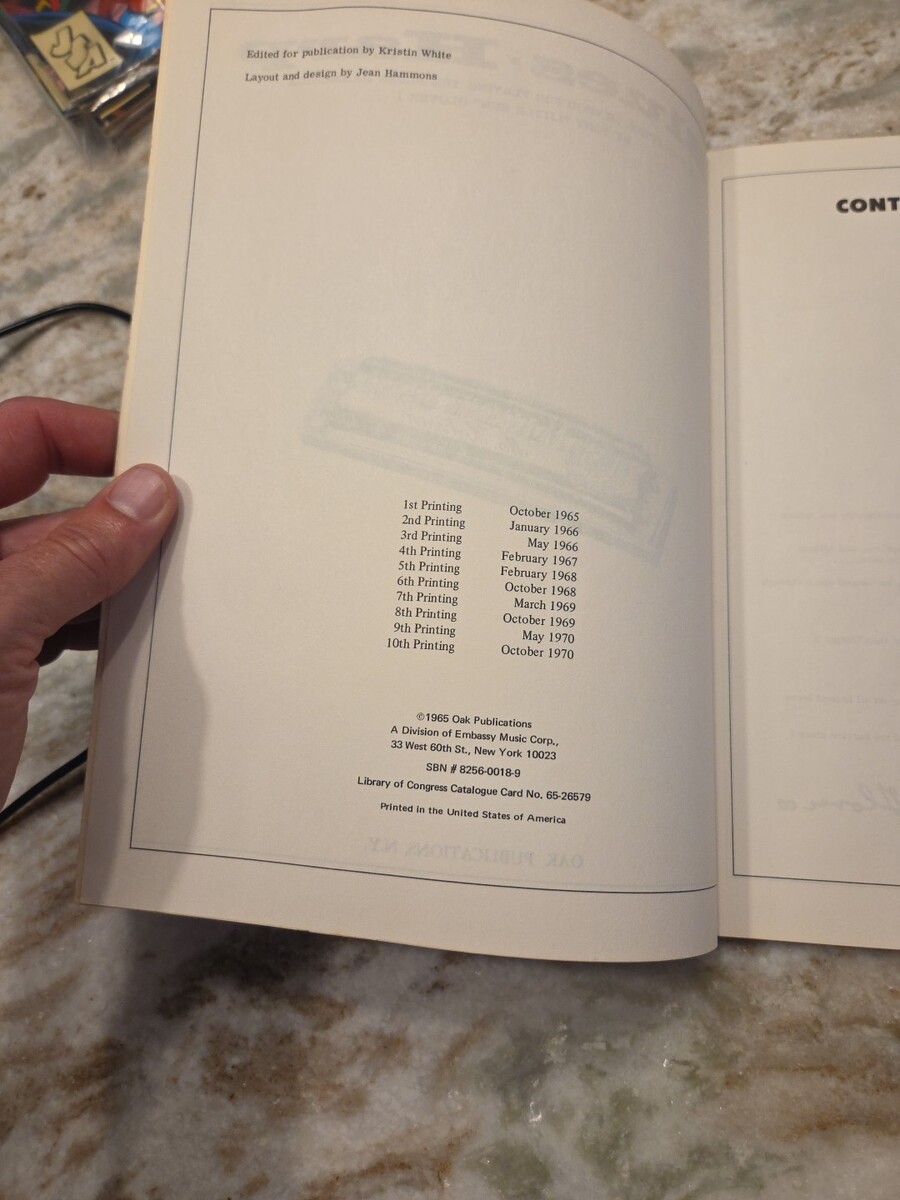 Edited for publication by Kristin White
Layout and design by Jean Hammons
1st Printing October 1965
2nd Printing January 1966
3rd Printing May 1966
4th Printing February 1967
5th Printing February 1968
6th Printing October 1968
7th Printing March 1969
8th Printing October 1969
9th Printing May 1970
10th Printing October 1970
©1965 Oak Publications
A Division of Embassy Music Corp.,
33 West 60th St., New York 10023
SBN # 8256-0018-9
Library of Congress Catalogue Card No. 65-26579
Printed in the United States of America
OAK PUBLICATIONS, N.Y.
CONT